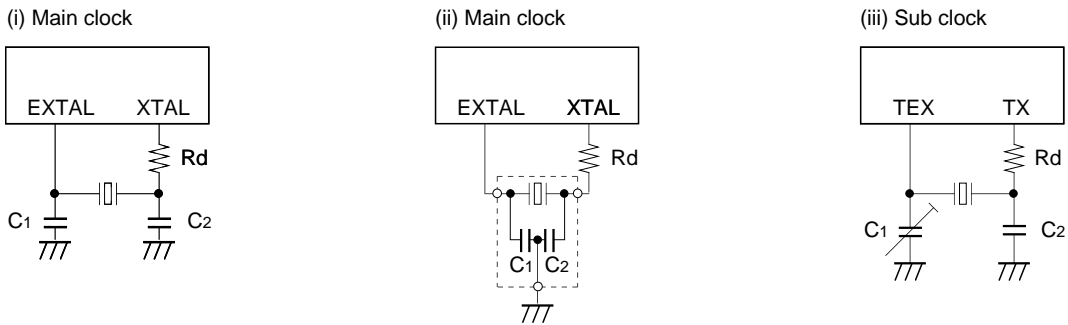 (i) Main clock
(ii) Main clock
(iii) Sub clock
EXTAL XTAL
EXTAL XTAL
TEX TX
Rd
Rd
Rd
C1 C2
C1 C2
C1 C2